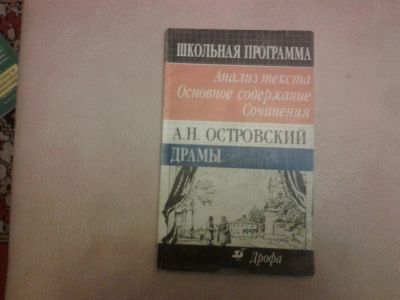 ШКОЛЬНАЯ ПРОГРАММА
Анализ текста
Основное содержание
Сочинения
А.Н. ОСТРОВСКИЙ
ДРАМЫ
Дрофа